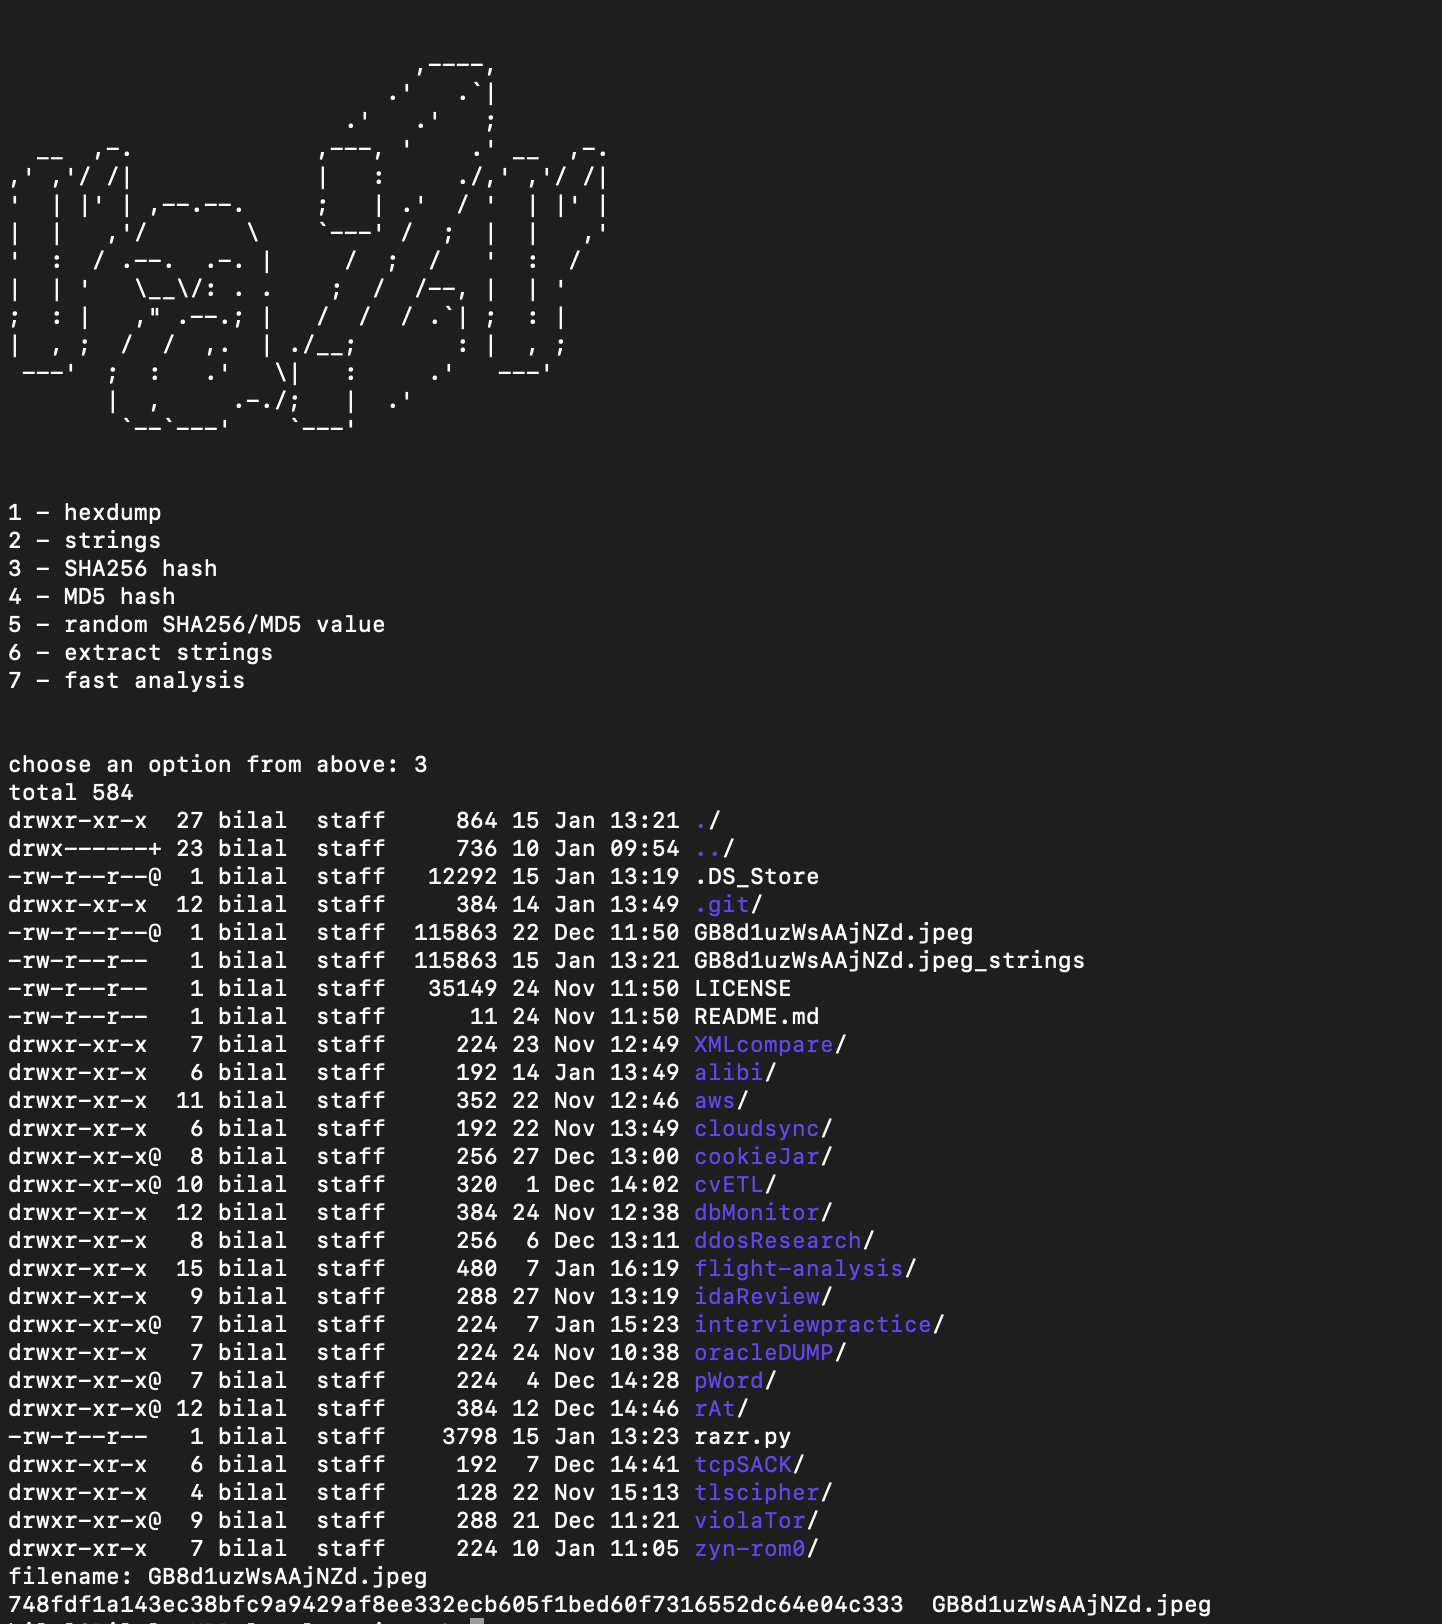 1 - hexdump
2 - strings
3 - SHA256 hash
4 - MD5 hash
5 - random SHA256/MD5 value
6 - extract strings
7 - fast analysis
choose an option from above: 3
total 584
drwxr-xr-x  27 bilal  staff     864 15 Jan 13:21 ./
drwx------+ 23 bilal  staff     736 10 Jan 09:54 ../
-rw-r--r--@  1 bilal  staff   12292 15 Jan 13:19 .DS_Store
drwxr-xr-x  12 bilal  staff     384 14 Jan 13:49 .git/
-rw-r--r--@  1 bilal  staff  115863 22 Dec 11:50 GB8d1uzWsAAjNZd.jpeg
-rw-r--r--   1 bilal  staff  115863 15 Jan 13:21 GB8d1uzWsAAjNZd.jpeg_strings
-rw-r--r--   1 bilal  staff   35149 24 Nov 11:50 LICENSE
-rw-r--r--   1 bilal  staff      11 24 Nov 11:50 README.md
drwxr-xr-x   7 bilal  staff     224 23 Nov 12:49 XMLcompare/
drwxr-xr-x   6 bilal  staff     192 14 Jan 13:49 alibi/
drwxr-xr-x  11 bilal  staff     352 22 Nov 12:46 aws/
drwxr-xr-x   6 bilal  staff     192 22 Nov 13:49 cloudsync/
drwxr-xr-x@  8 bilal  staff     256 27 Dec 13:00 cookieJar/
drwxr-xr-x@ 10 bilal  staff     320  1 Dec 14:02 cvETL/
drwxr-xr-x  12 bilal  staff     384 24 Nov 12:38 dbMonitor/
drwxr-xr-x   8 bilal  staff     256  6 Dec 13:11 ddosResearch/
drwxr-xr-x  15 bilal  staff     480  7 Jan 16:19 flight-analysis/
drwxr-xr-x   9 bilal  staff     288 27 Nov 13:19 idaReview/
drwxr-xr-x@  7 bilal  staff     224  7 Jan 15:23 interviewpractice/
drwxr-xr-x   7 bilal  staff     224 24 Nov 10:38 oracleDUMP/
drwxr-xr-x@  7 bilal  staff     224  4 Dec 14:28 pWord/
drwxr-xr-x@ 12 bilal  staff     384 12 Dec 14:46 rAt/
-rw-r--r--   1 bilal  staff    3798 15 Jan 13:23 razr.py
drwxr-xr-x   6 bilal  staff     192  7 Dec 14:41 tcpSACK/
drwxr-xr-x   4 bilal  staff     128 22 Nov 15:13 tlscipher/
drwxr-xr-x@  9 bilal  staff     288 21 Dec 11:21 violaTor/
drwxr-xr-x   7 bilal  staff     224 10 Jan 11:05 zyn-rom0/
filename: GB8d1uzWsAAjNZd.jpeg
748fdf1a143ec38bfc9a9429af8ee332ecb605f1bed60f7316552dc64e04c333  GB8d1uzWsAAjNZd.jpeg